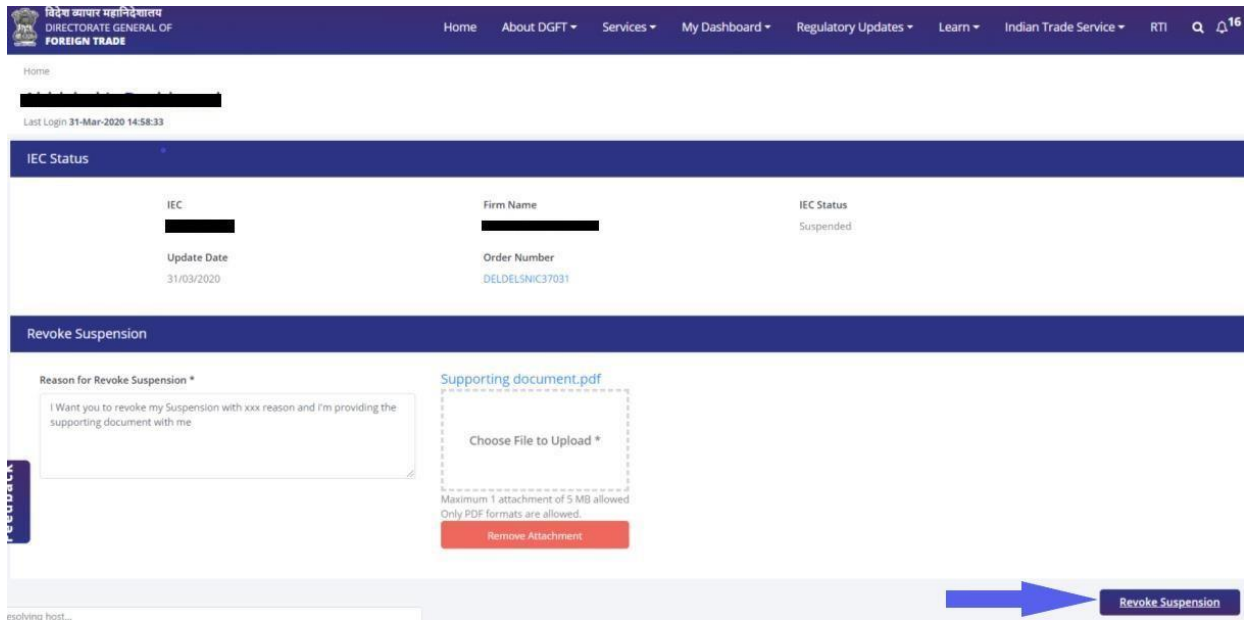 विदेश व्यापार महानिदेशालय
DIRECTORATE GENERAL OF
FOREIGN TRADE
Home About DGFT Services My Dashboard Regulatory Updates Learn Indian Trade Service RTI 16
Home
Last Login 31-Mar-2020 14:58:33
IEC Status
IEC Firm Name IEC Status
Suspended
Update Date Order Number
31/03/2020 DELDELSNIC37031
Revoke Suspension
Reason for Revoke Suspension * Supporting document.pdf
I Want you to revoke my Suspension with xxx reason and i'm providing the
supporting document with me
Choose File to Upload *
Feedback
Maximum 1 attachment of 5 MB allowed
Only PDF formats are allowed.
Remove Attachment
Revoke Suspension
esolving host...